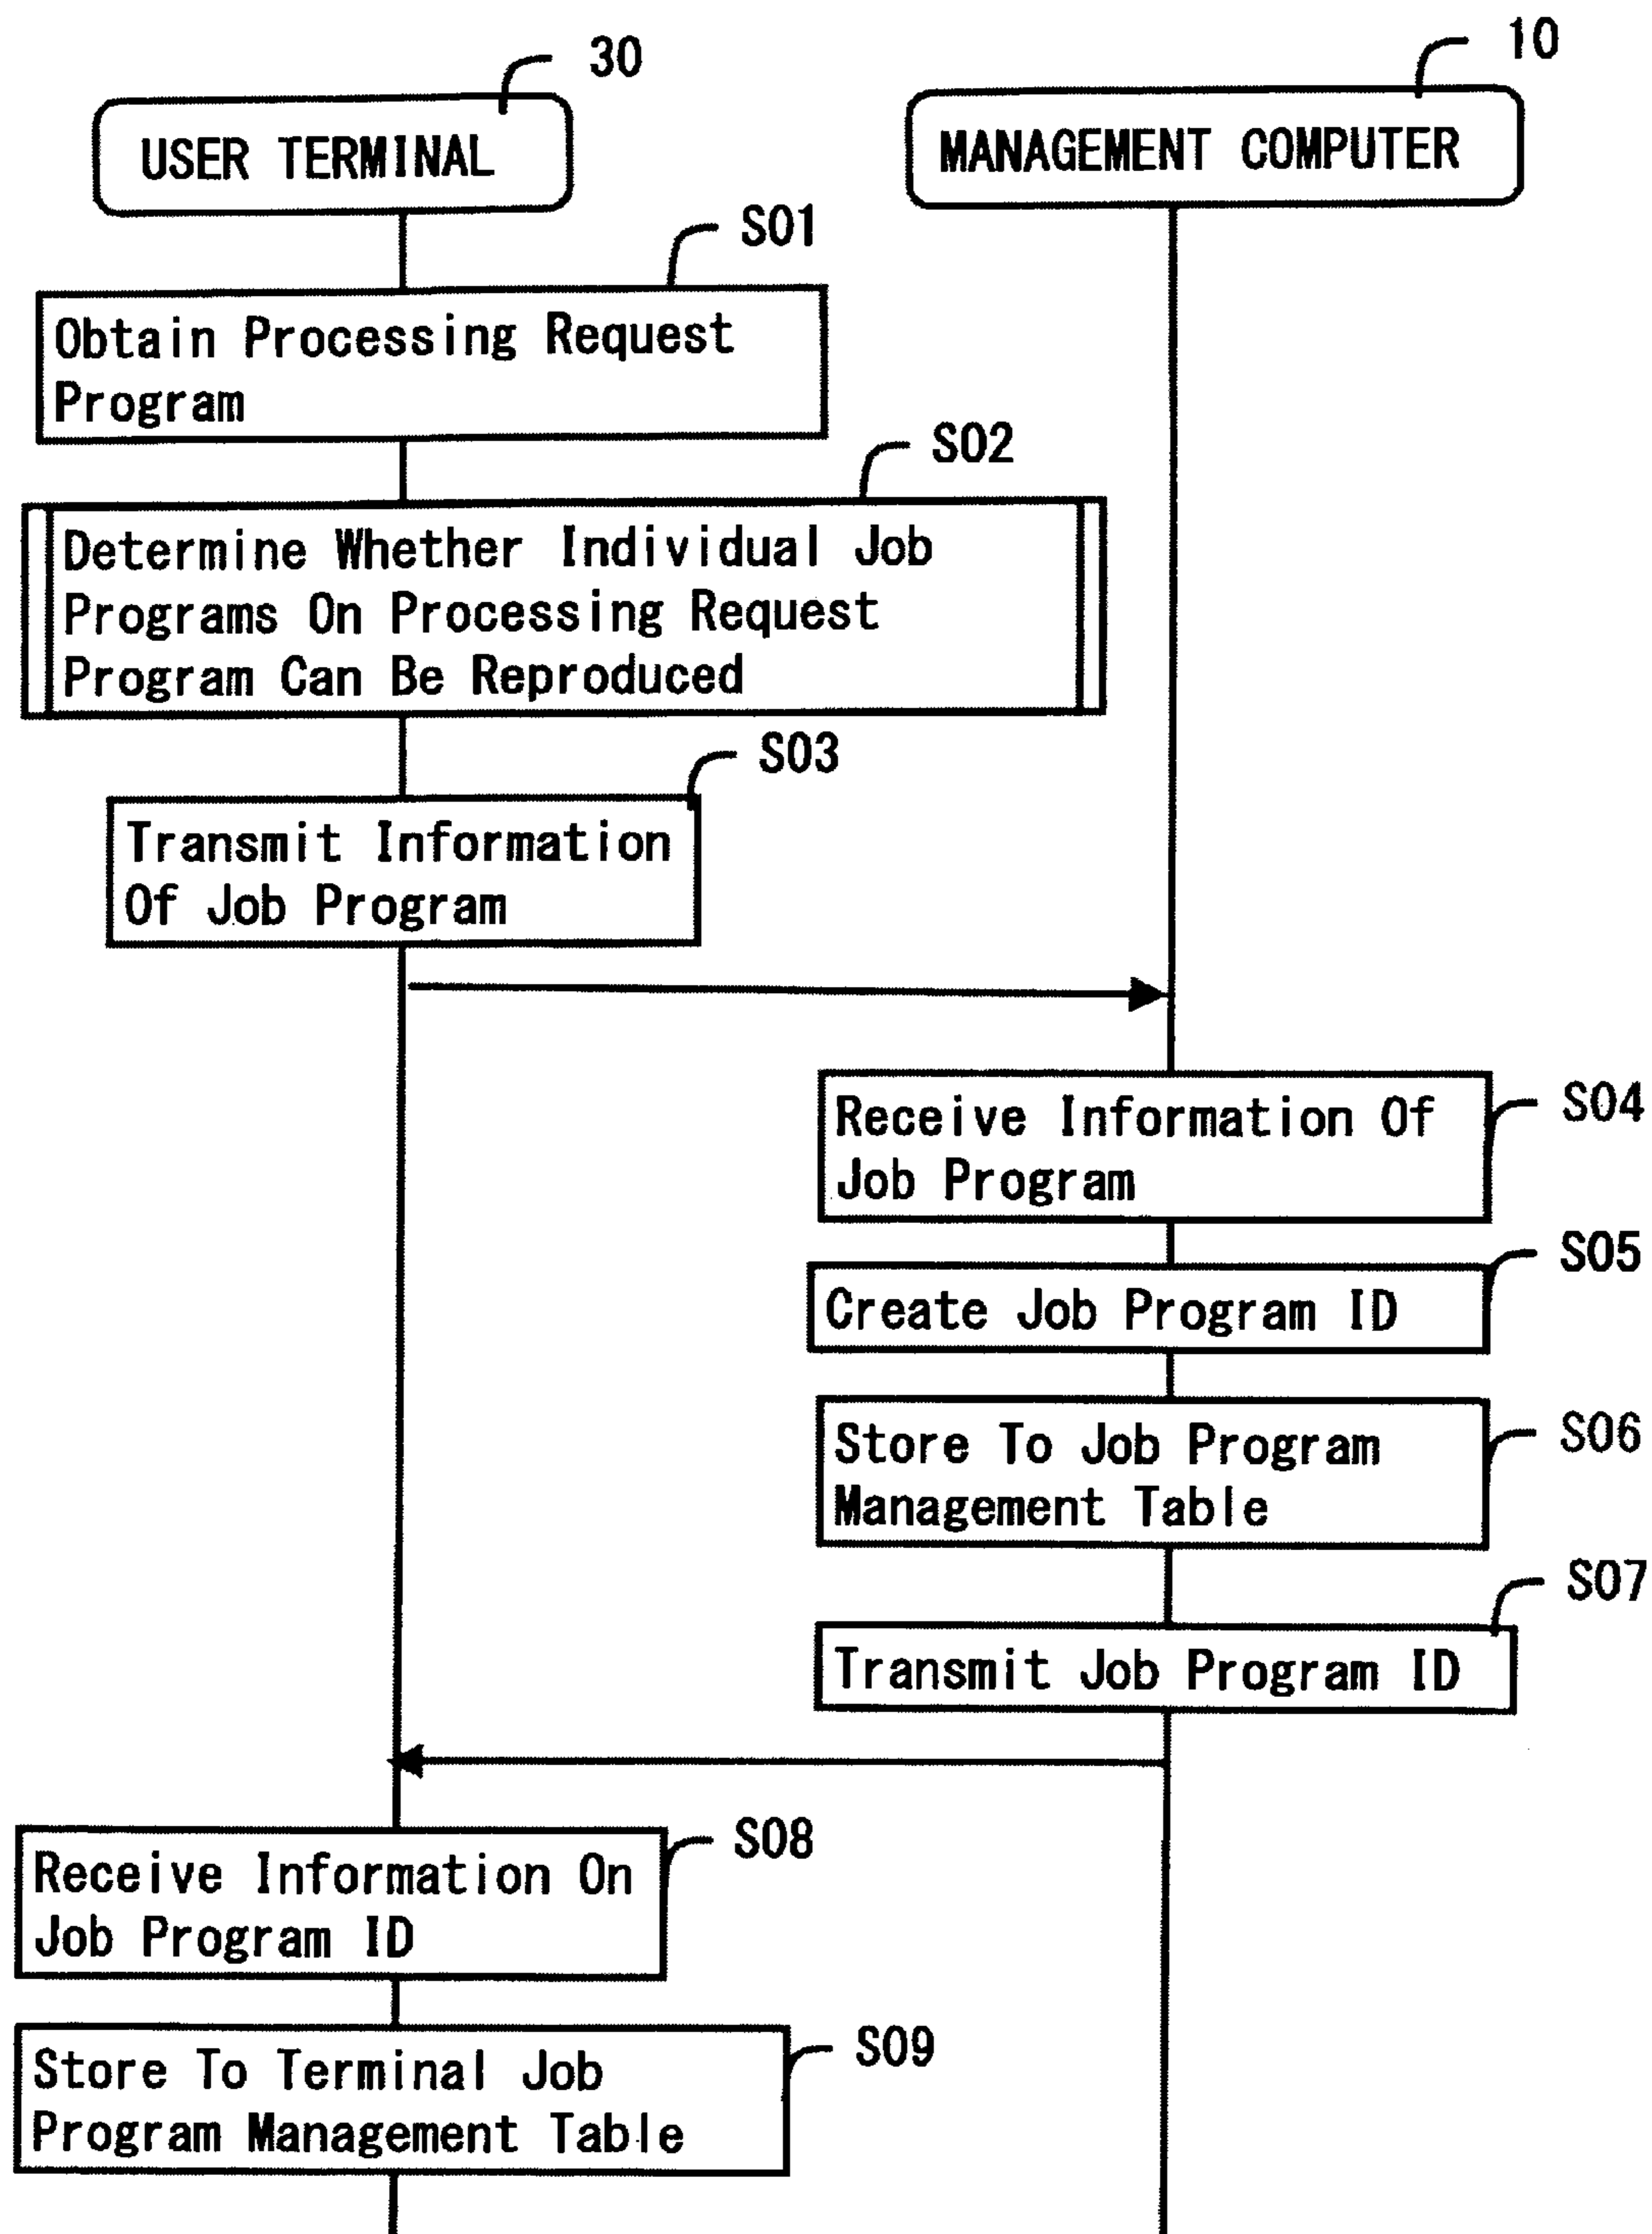 30
10
USER TERMINAL
MANAGEMENT COMPUTER
S01
Obtain Processing Request
Program
S02
Determine Whether Individual Job
Programs On Processing Request
Program Can Be Reproduced
S03
Transmit Information
Of Job Program
S04
Receive Information Of
Job Program
S05
Create Job Program ID
S06
Store To Job Program
Management Table
S07
Transmit Job Program ID
S08
Receive Information On
Job Program ID
S09
Store To Terminal Job
Program Management Table